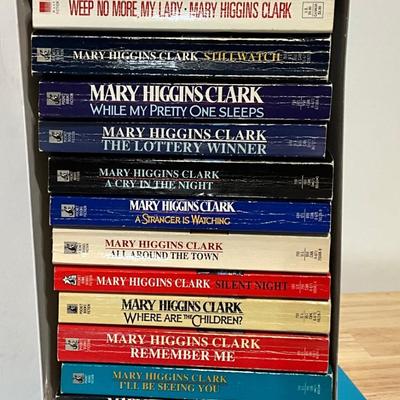 WEEP NO MORE, MY LADY • MARY HIGGINS CLARK
MARY HIGGINS CLARK STILLWATCH
MARY HIGGINS CLARK
WHILE MY PRETTY ONE SLEEPS
MARY HIGGINS CLARK
THE LOTTERY WINNER
MARY HIGGINS CLARK
A CRY IN THE NIGHT
MARY HIGGINS CLARK
A STRANGER IS WATCHING
MARY HIGGINS CLARK
ALL AROUND THE TOWN
MARY HIGGINS CLARK SILENT NIGHT
MARY HIGGINS CLARK
WHERE ARE THE CHILDREN?
MARY HIGGINS CLARK
REMEMBER ME
MARY HIGGINS CLARK
I'LL BE SEEING YOU